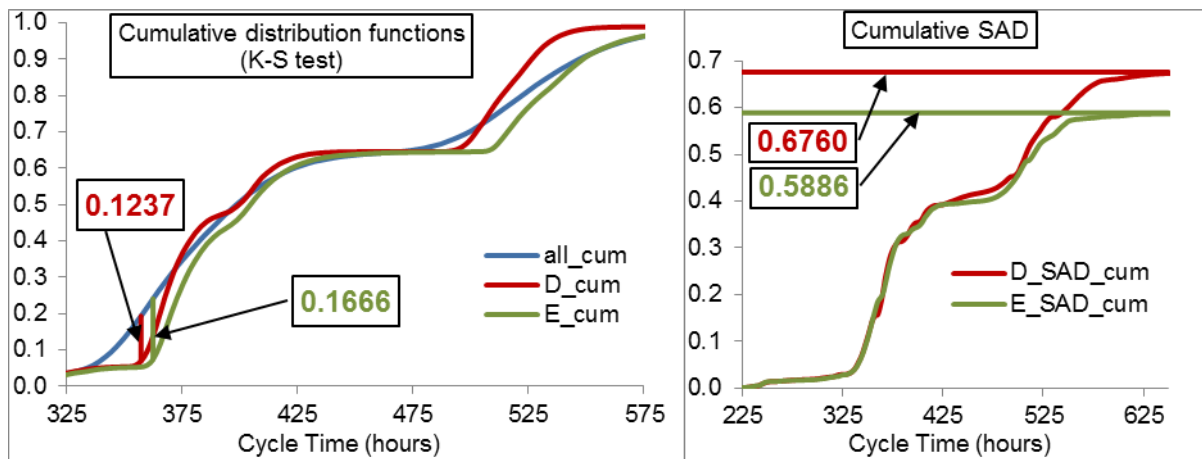 Cumulative distribution functions
(K-S test)
1.0
0.9
0.8
0.7
0.6
0.5
0.4
0.3
0.2
0.1
0.0
0.1237
0.1666
all_cum
D_cum
E_cum
325 375 425 475 525 575
Cycle Time (hours)
Cumulative SAD
0.7
0.6
0.5
0.4
0.3
0.2
0.1
0.0
0.6760
0.5886
D_SAD_cum
E_SAD_cum
225 325 425 525 625
Cycle Time (hours)